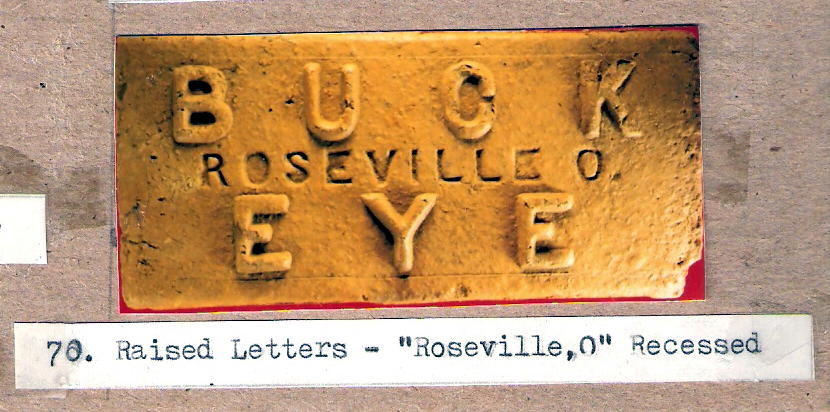 BUCK
ROSEVILLE O.
EYE
70. Raised Letters - "Roseville,O" Recessed